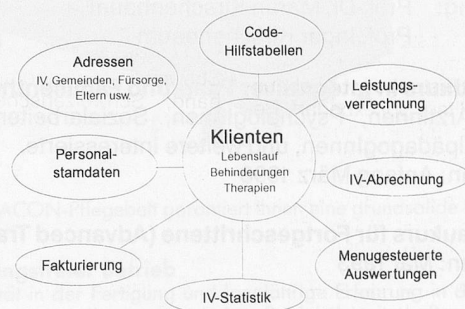 Code-
Hilfstabellen
Adressen
IV, Gemeinden, Fürsorge,
Eltern usw.
Leistungs-
verrechnung
Klienten
Lebenslauf
Behinderungen
Therapien
Personal-
stamdaten
IV-Abrechnung
Fakturierung
Menugesteuerte
Auswertungen
IV-Statistik